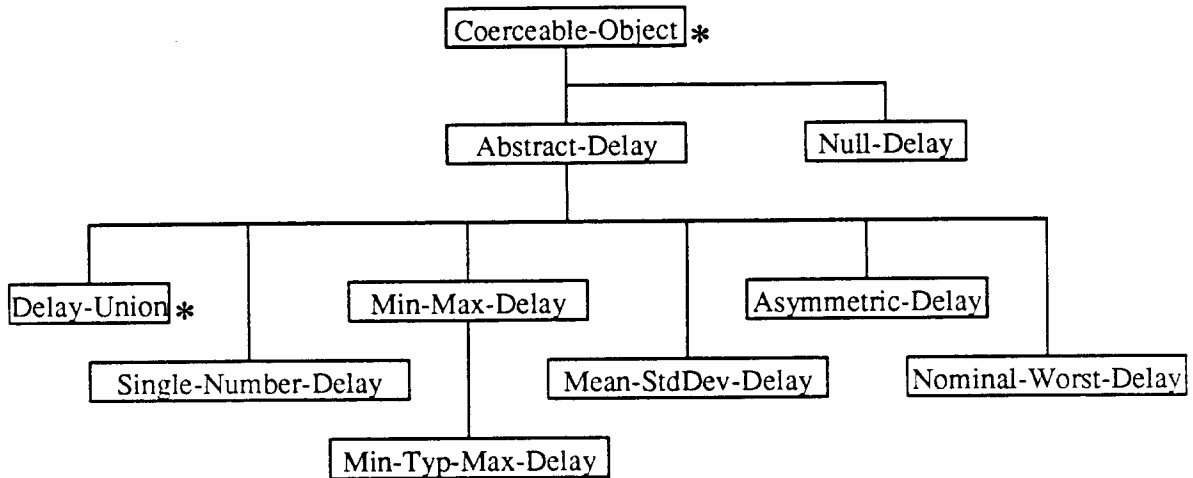 Coerceable-Object *
Abstract-Delay
Null-Delay
Delay-Union *
Min-Max-Delay
Asymmetric-Delay
Single-Number-Delay
Mean-StdDev-Delay
Nominal-Worst-Delay
Min-Typ-Max-Delay